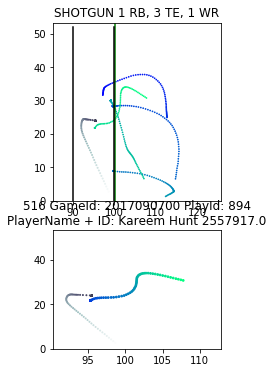 SHOTGUN 1 RB, 3 TE, 1 WR
50
40
30
20
10
0
90 100 110 120
516 GameId: 2017090700 PlayId: 894
PlayerName + ID: Kareem Hunt 2557917.0
40
20
0
95 100 105 110